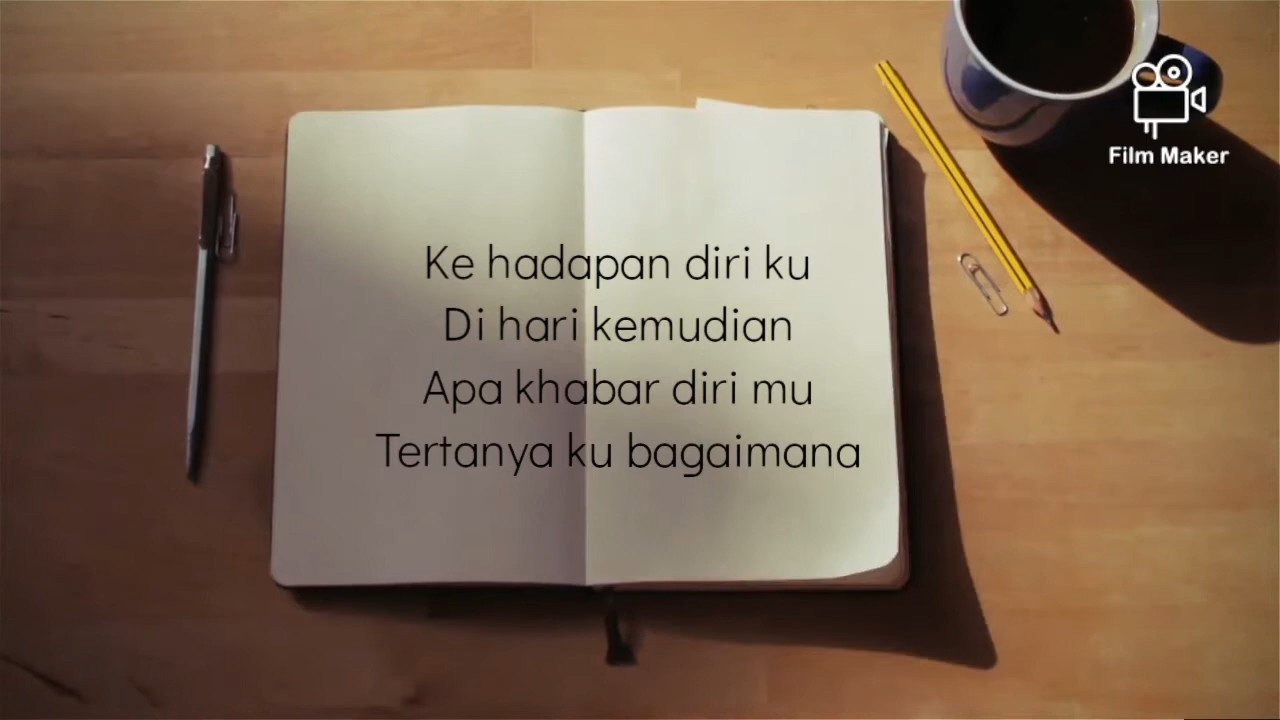 Film Maker
Ke hadapan diri ku
Di hari kemudian
Apa khabar diri mu
Tertanya ku bagaimana